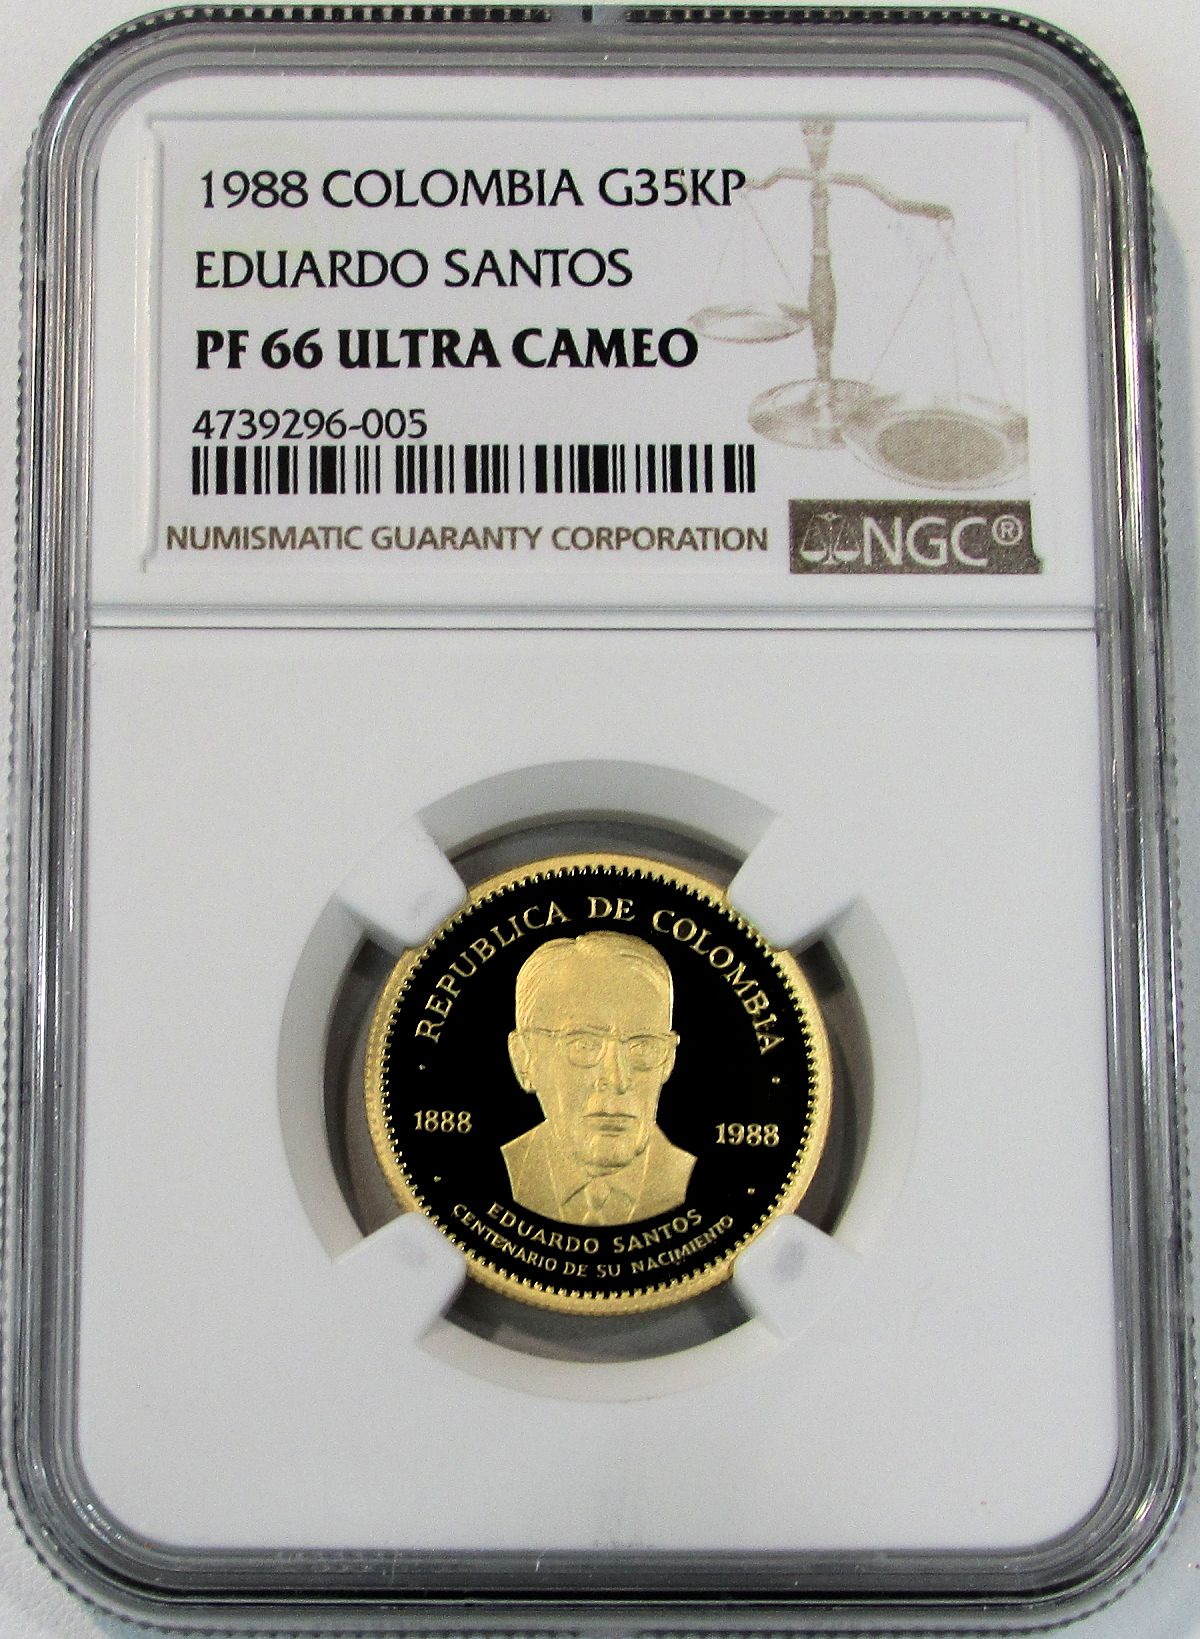 1988 COLOMBIA G35KP
EDUARDO SANTOS
PF 66 ULTRA CAMEO
4739296-005
NUMISMATIC GUARANTY CORPORATION
NGC®
REPUBLICA DE COLOMBIA
1888
1988
EDUARDO SANTOS
CENTENARIO DE SU NACIMIENTO